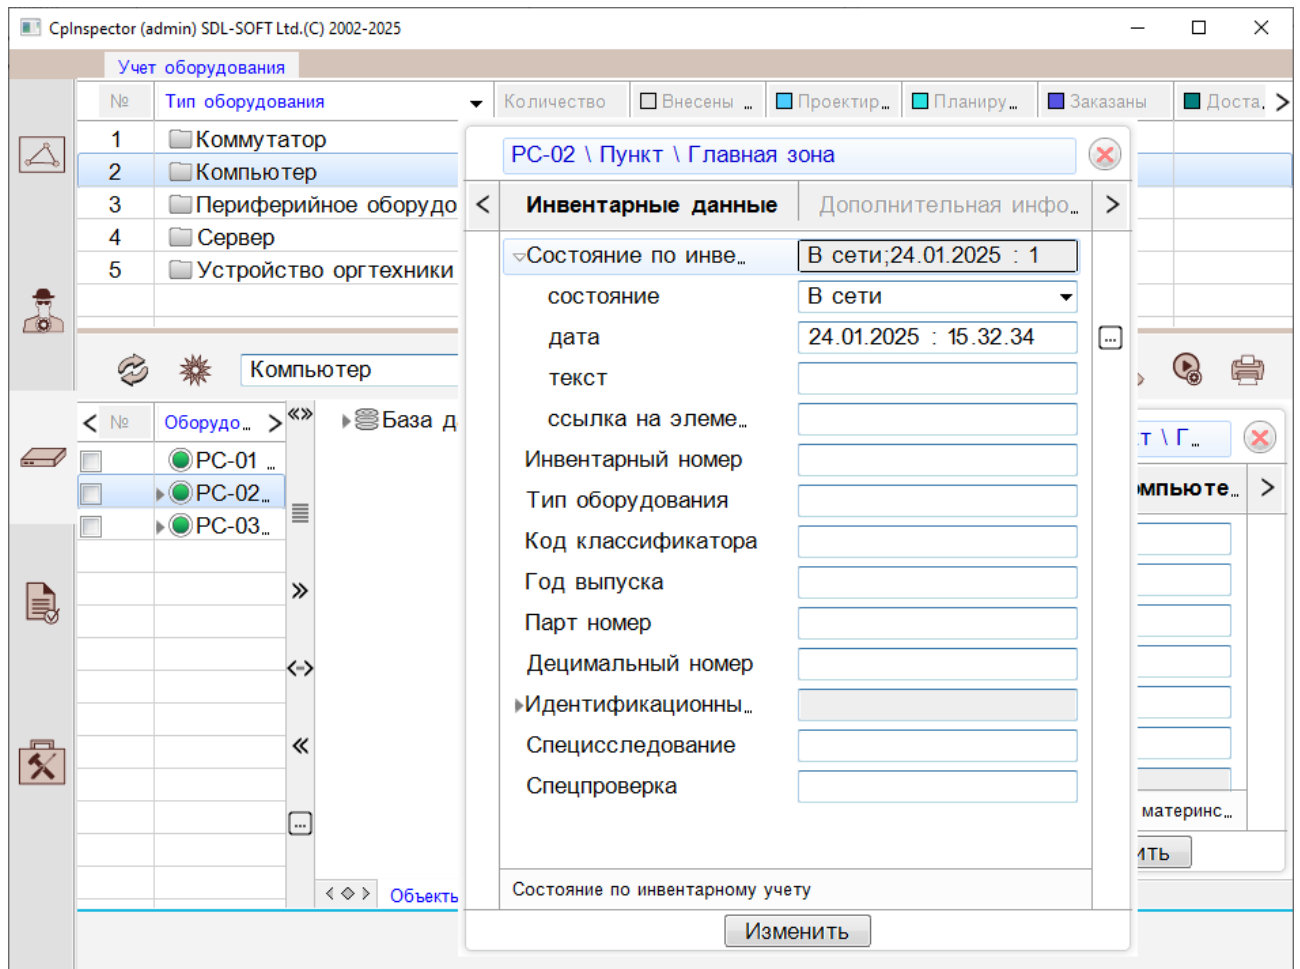 CpInspector (admin) SDL-SOFT Ltd.(C) 2002-2025
Учет оборудования
№ Тип оборудования Количество Внесены ... Проектир... Планиру... Заказаны Доста.
1 Коммутатор
2 Компьютер
3 Периферийное оборудо
4 Сервер
5 Устройство оргтехники
PC-02 \ Пункт \ Главная зона
Инвентарные данные Дополнительная инфо...
Состояние по инве... В сети;24.01.2025 : 1
состояние В сети
дата 24.01.2025 : 15.32.34
текст
ссылка на элеме...
Инвентарный номер
Тип оборудования
Код классификатора
Год выпуска
Парт номер
Децимальный номер
Идентификационны...
Специсследование
Спецпроверка
Состояние по инвентарному учету
Изменить
Компьютер
№ Оборудо...
PC-01 ...
PC-02...
PC-03...
База д
Объекты
т \ Г...
мпьюте...
материнс...
ить